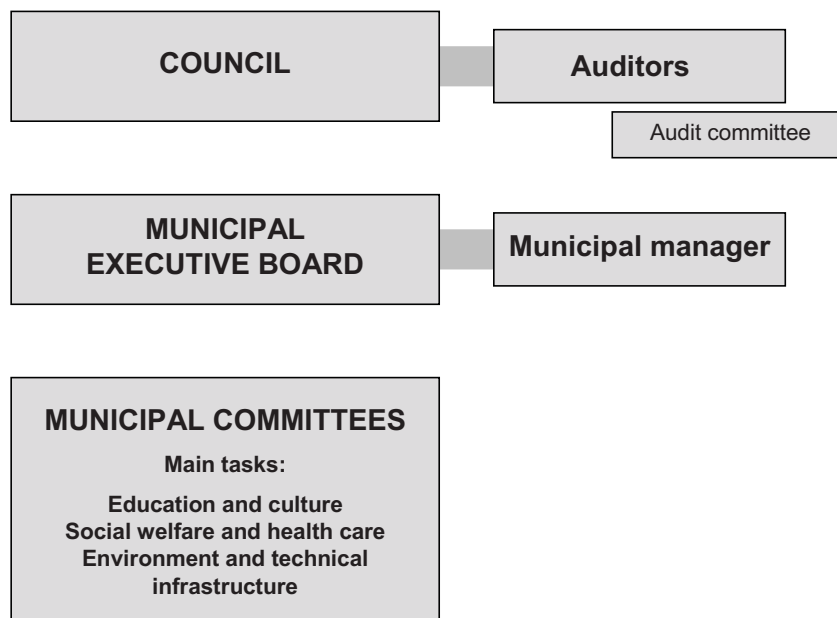 COUNCIL
Auditors
Audit committee
MUNICIPAL
EXECUTIVE BOARD
Municipal manager
MUNICIPAL COMMITTEES
Main tasks:
Education and culture
Social welfare and health care
Environment and technical
infrastructure